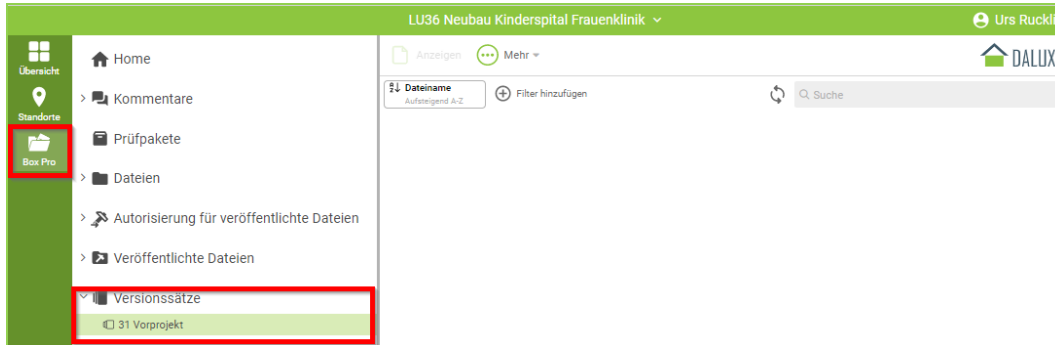 LU36 Neubau Kinderspital Frauenklinik
Urs Ruckli
Übersicht
Standorte
Box Pro
Home
Kommentare
Prüfpakete
Dateien
Autorisierung für veröffentlichte Dateien
Veröffentlichte Dateien
Versionssätze
31 Vorprojekt
Anzeigen
Mehr
DALUX
Dateiname
Aufsteigend A-Z
Filter hinzufügen
Suche